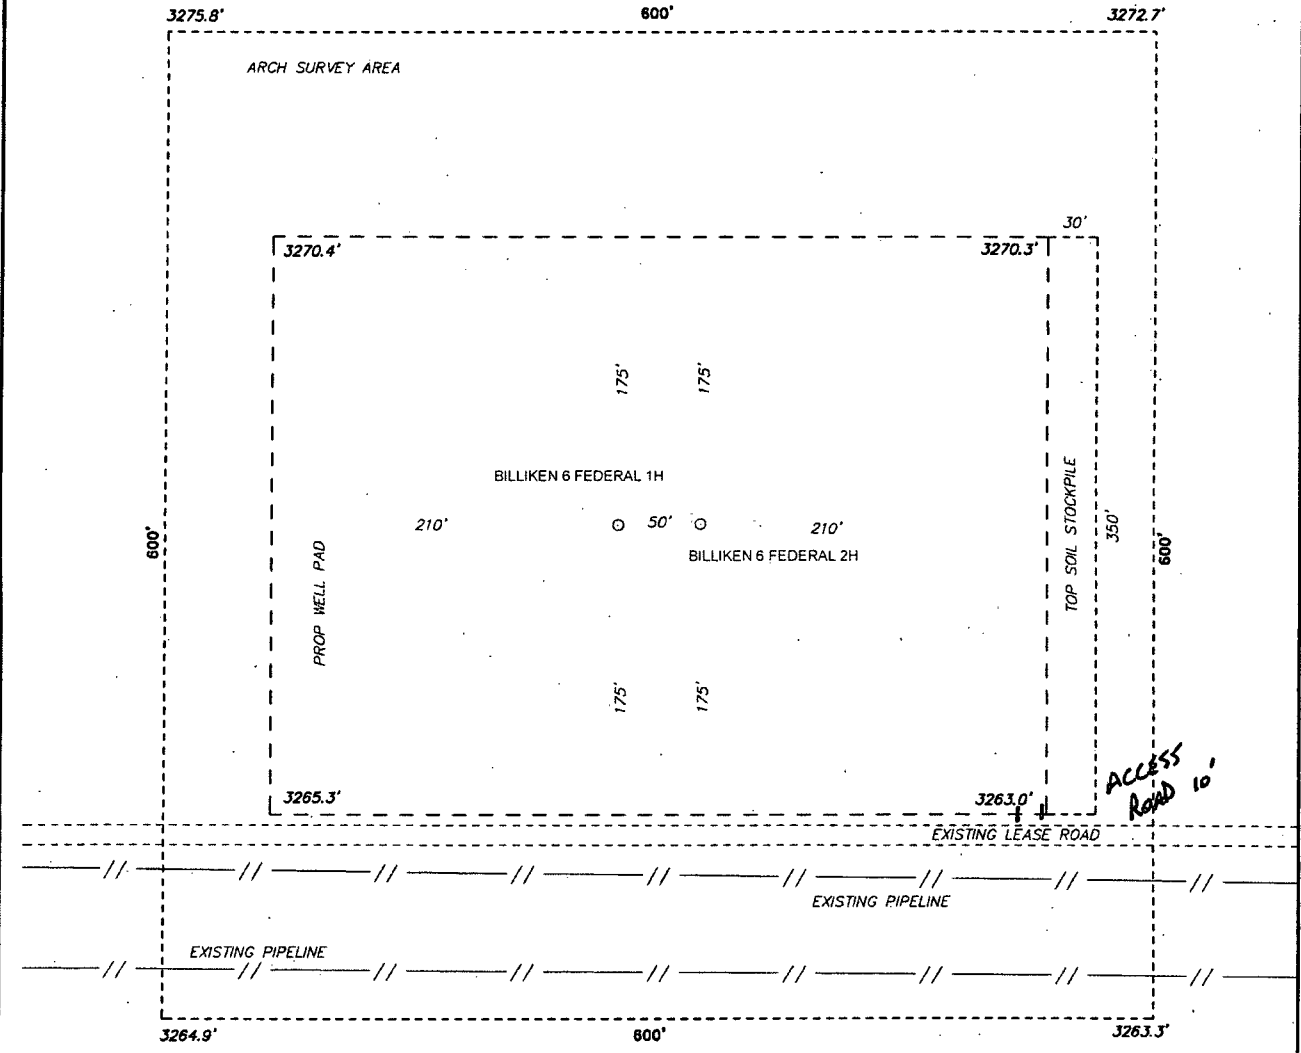 3275.8' 600' 3272.7'
ARCH SURVEY AREA
30'
3270.4' 3270.3'
175' 175'
BILLIKEN 6 FEDERAL 1H
210' 50' 210'
BILLIKEN 6 FEDERAL 2H
600'
PROP WELL PAD
TOP SOIL STOCKPILE
350'
600'
175' 175'
ACCESS
ROAD 10'
3265.3' 3263.0'
EXISTING LEASE ROAD
EXISTING PIPELINE
EXISTING PIPELINE
3264.9' 600' 3263.3'